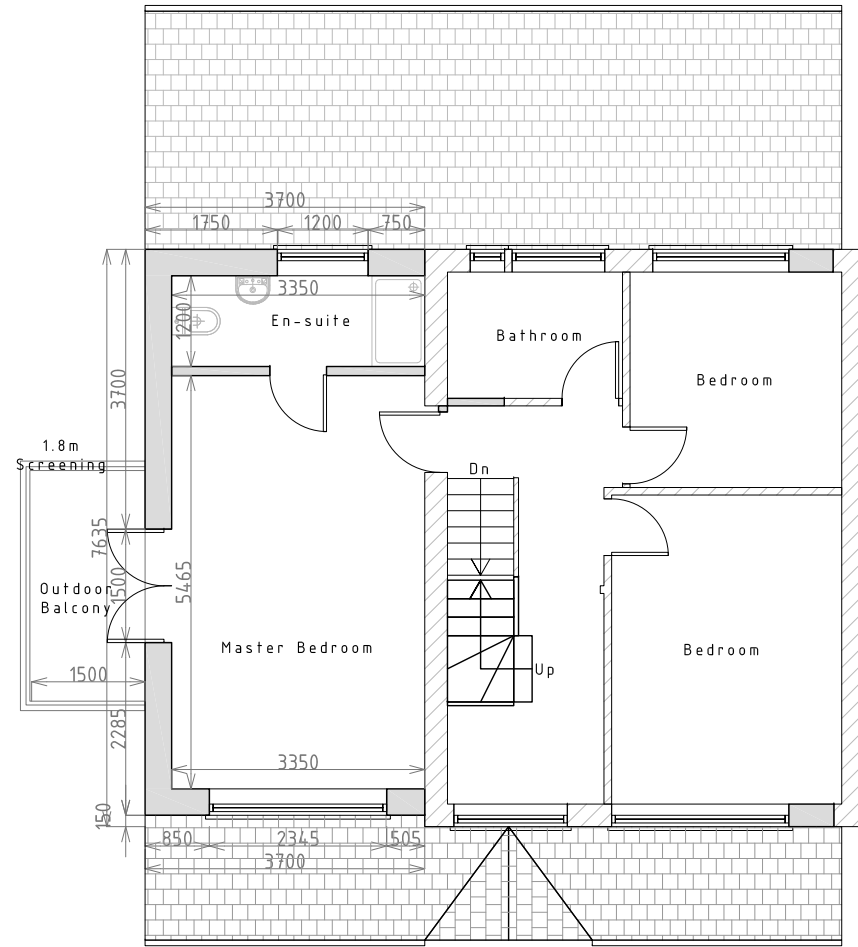 3700
1750
1200
750
3350
1200
En-suite
Bathroom
Bedroom
3700
1.8m
Screening
Dn
7635
5465
1500
Outdoor
Balcony
Master Bedroom
Bedroom
Up
1500
2285
3350
150
850
2345
505
3700